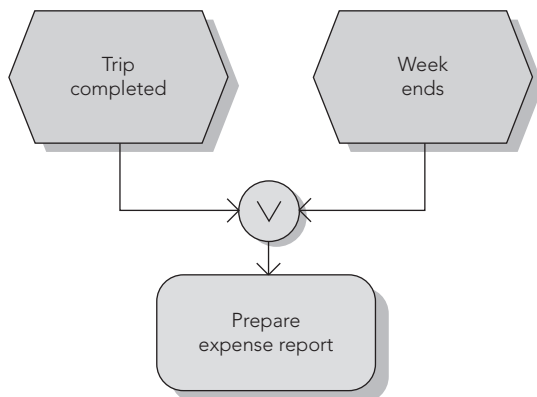 Trip
completed
Week
ends
Prepare
expense report